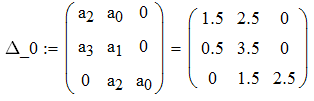 Δ_0 := ( a₂ a₀ 0 ) = ( 1.5 2.5 0 )
( a₃ a₁ 0 ) ( 0.5 3.5 0 )
( 0 a₂ a₀ ) ( 0 1.5 2.5 )